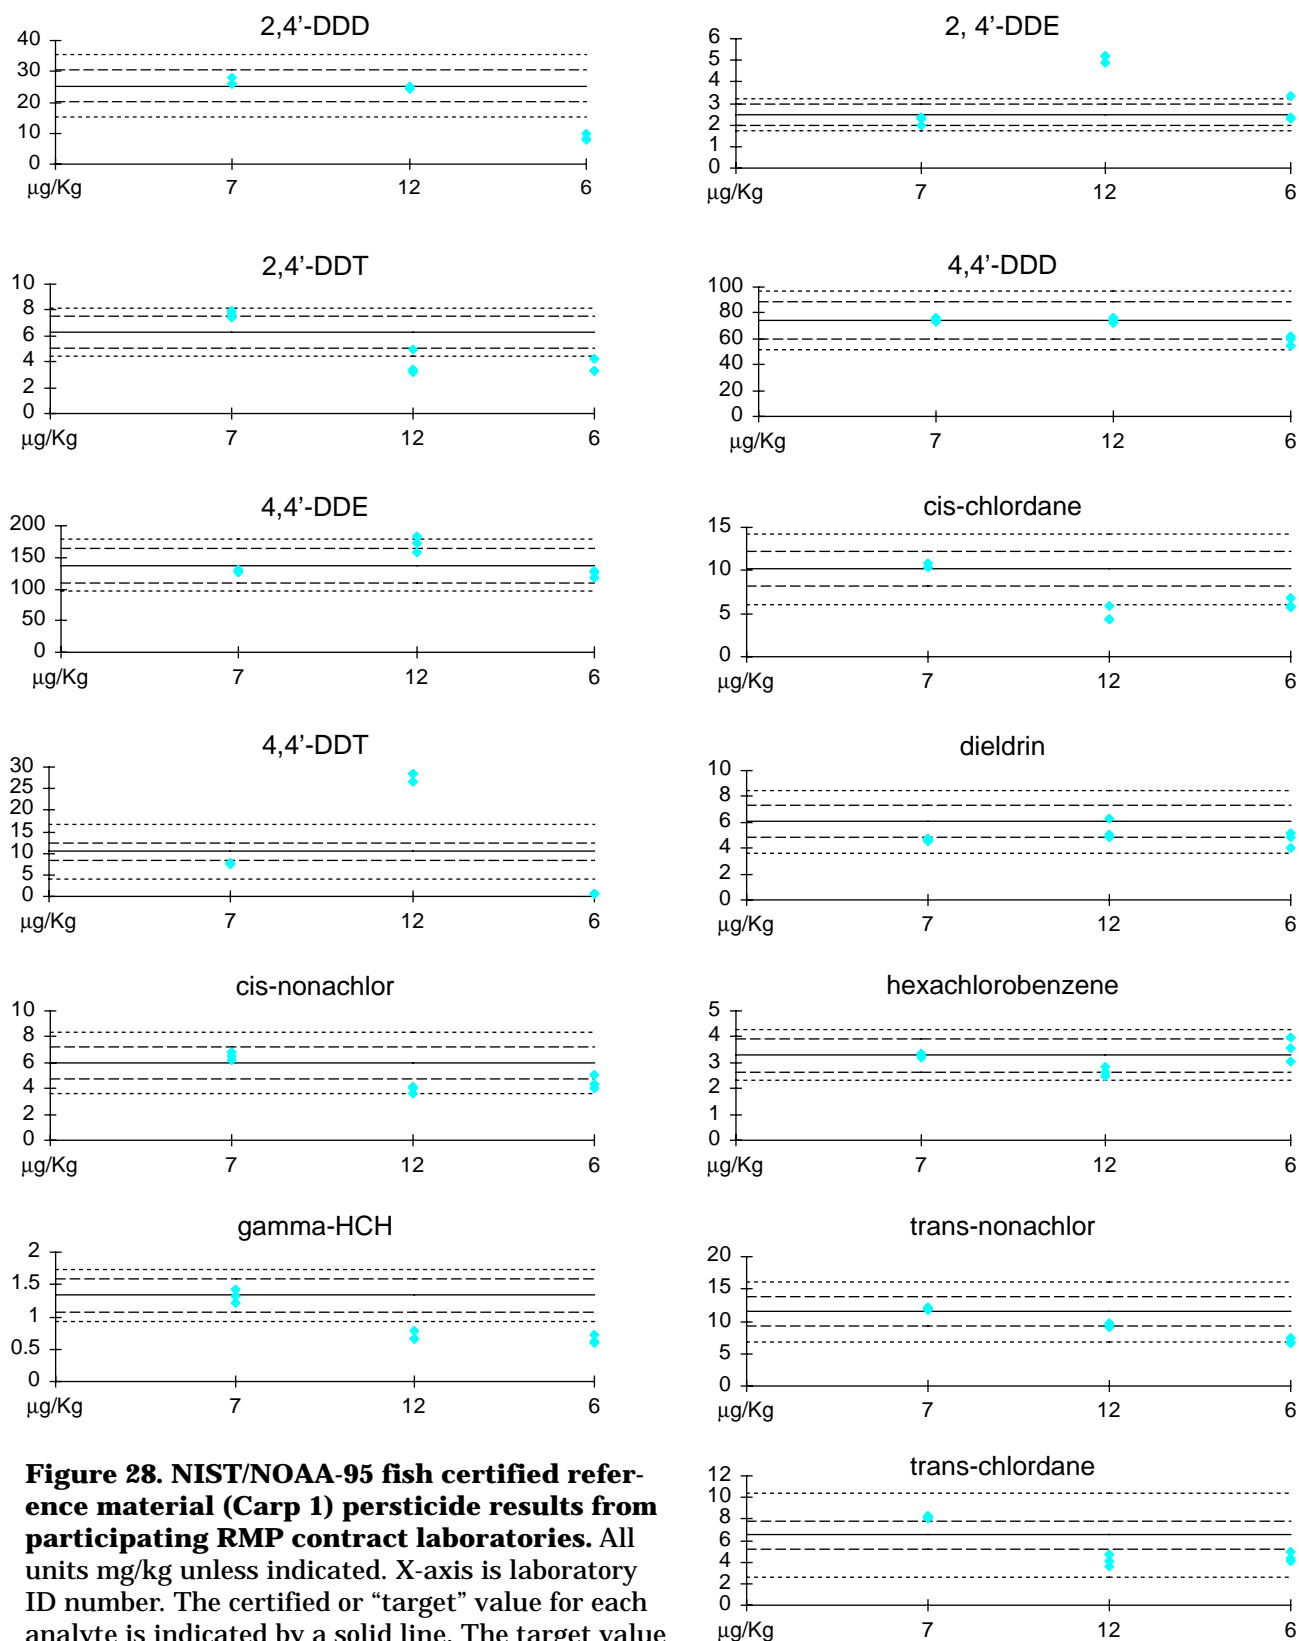 2,4’-DDD
40
30
20
10
0
µg/Kg 7 12 6
2, 4’-DDE
6
5
4
3
2
1
0
µg/Kg 7 12 6
2,4’-DDT
10
8
6
4
2
0
µg/Kg 7 12 6
4,4’-DDD
100
80
60
40
20
0
µg/Kg 7 12 6
4,4’-DDE
200
150
100
50
0
µg/Kg 7 12 6
cis-chlordane
15
10
5
0
µg/Kg 7 12 6
4,4’-DDT
30
25
20
15
10
5
0
µg/Kg 7 12 6
dieldrin
10
8
6
4
2
0
µg/Kg 7 12 6
cis-nonachlor
10
8
6
4
2
0
µg/Kg 7 12 6
hexachlorobenzene
5
4
3
2
1
0
µg/Kg 7 12 6
gamma-HCH
2
1.5
1
0.5
0
µg/Kg 7 12 6
trans-nonachlor
20
15
10
5
0
µg/Kg 7 12 6
trans-chlordane
12
10
8
6
4
2
0
µg/Kg 7 12 6
Figure 28. NIST/NOAA-95 fish certified refer-
ence material (Carp 1) persticide results from
participating RMP contract laboratories. All
units mg/kg unless indicated. X-axis is laboratory
ID number. The certified or “target” value for each
analyte is indicated by a solid line. The target value